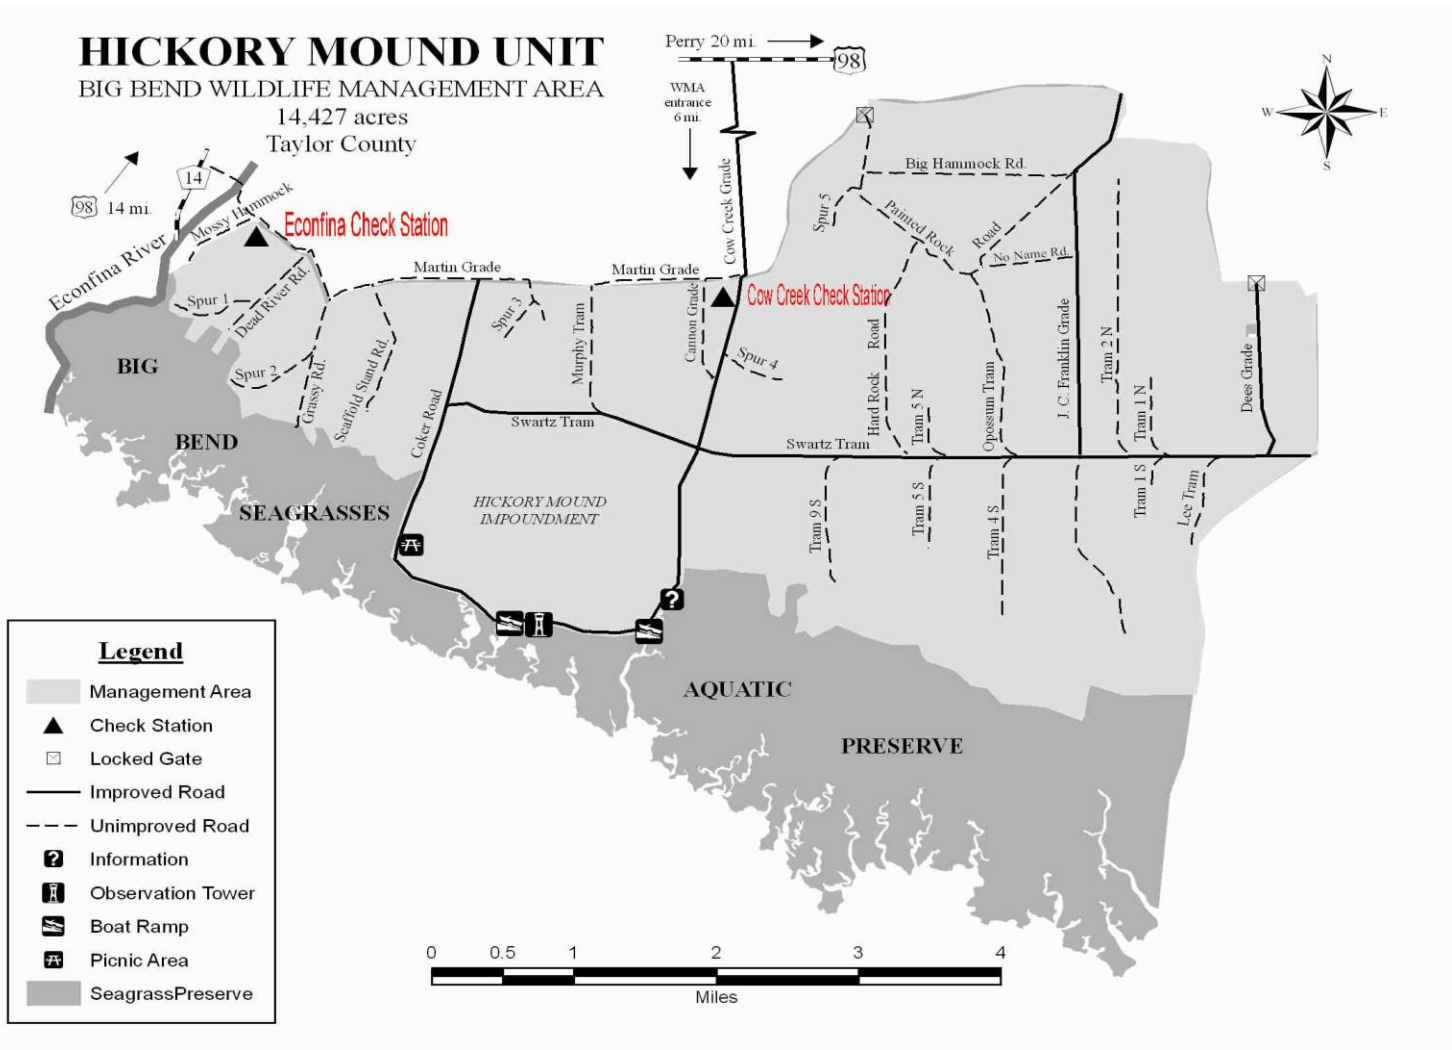 HICKORY MOUND UNIT
BIG BEND WILDLIFE MANAGEMENT AREA
14,427 acres
Taylor County
Perry 20 mi.
98
WMA
entrance
6 mi.
Cow Creek Grade
N
W
E
S
98
14 mi.
14
Econfina River
Mossy Hammock
Econfina Check Station
Spur 1
Dead River Rd.
Spur 2
Grassy Rd.
Scaffold Stand Rd.
Martin Grade
Coker Road
Spur 3
Murphy Tram
Martin Grade
Cannon Grade
Cow Creek Check Station
Spur 4
Swartz Tram
Big Hammock Rd.
Spur 5
Painted Rock
Road
No Name Rd.
Hard Rock Road
Tram 5 N
Opossum Tram
J. C. Franklin Grade
Tram 2 N
Tram 1 N
Dees Grade
Swartz Tram
Tram 9 S
Tram 5 S
Tram 4 S
Tram 1 S
Lee Tram
HICKORY MOUND
IMPOUNDMENT
BIG
BEND
SEAGRASSES
AQUATIC
PRESERVE
?
Legend
Management Area
Check Station
Locked Gate
Improved Road
Unimproved Road
? Information
Observation Tower
Boat Ramp
Picnic Area
SeagrassPreserve
0 0.5 1 2 3 4
Miles